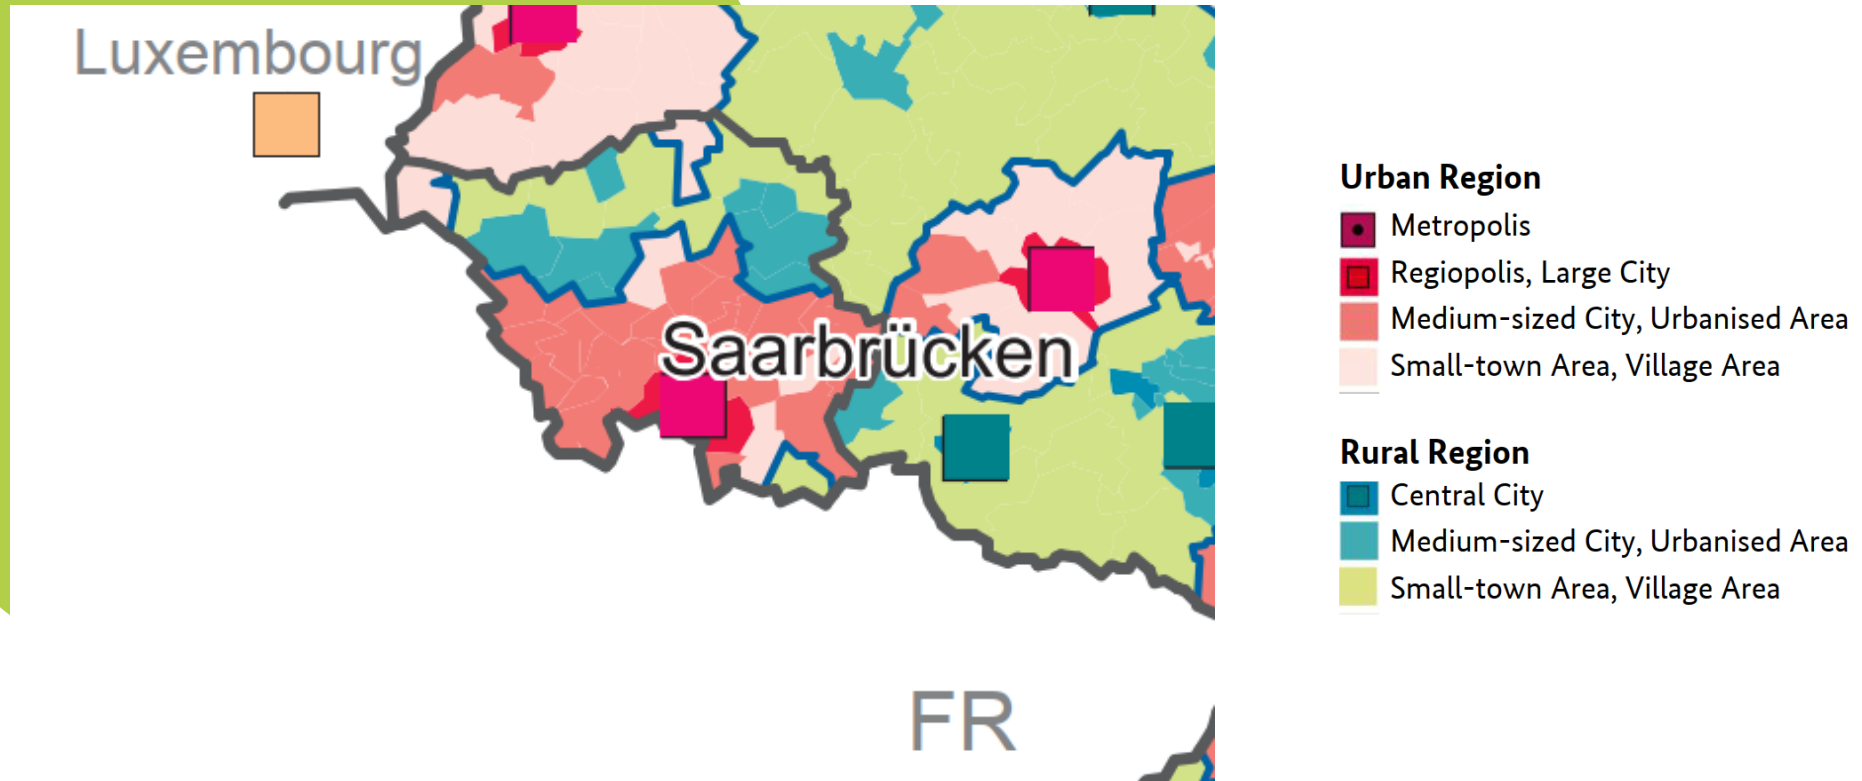 Luxembourg
Saarbrücken
FR
Urban Region
Metropolis
Regiopolis, Large City
Medium-sized City, Urbanised Area
Small-town Area, Village Area
Rural Region
Central City
Medium-sized City, Urbanised Area
Small-town Area, Village Area